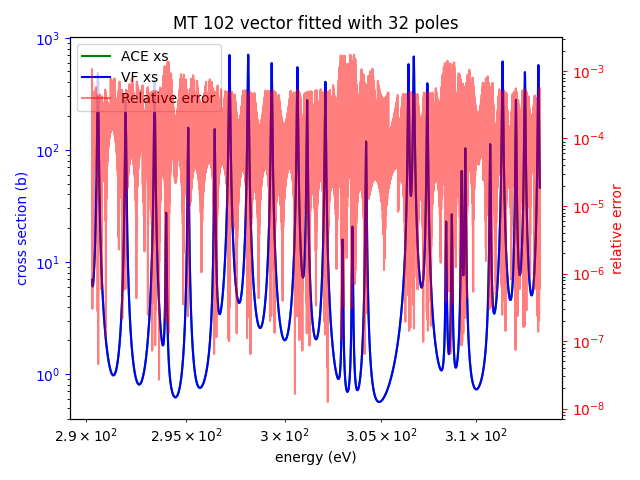 MT 102 vector fitted with 32 poles
ACE xs
VF xs
Relative error
cross section (b)
10³
10²
10¹
10⁰
relative error
10⁻³
10⁻⁴
10⁻⁵
10⁻⁶
10⁻⁷
10⁻⁸
2.9 × 10² 2.95 × 10² 3 × 10² 3.05 × 10² 3.1 × 10²
energy (eV)